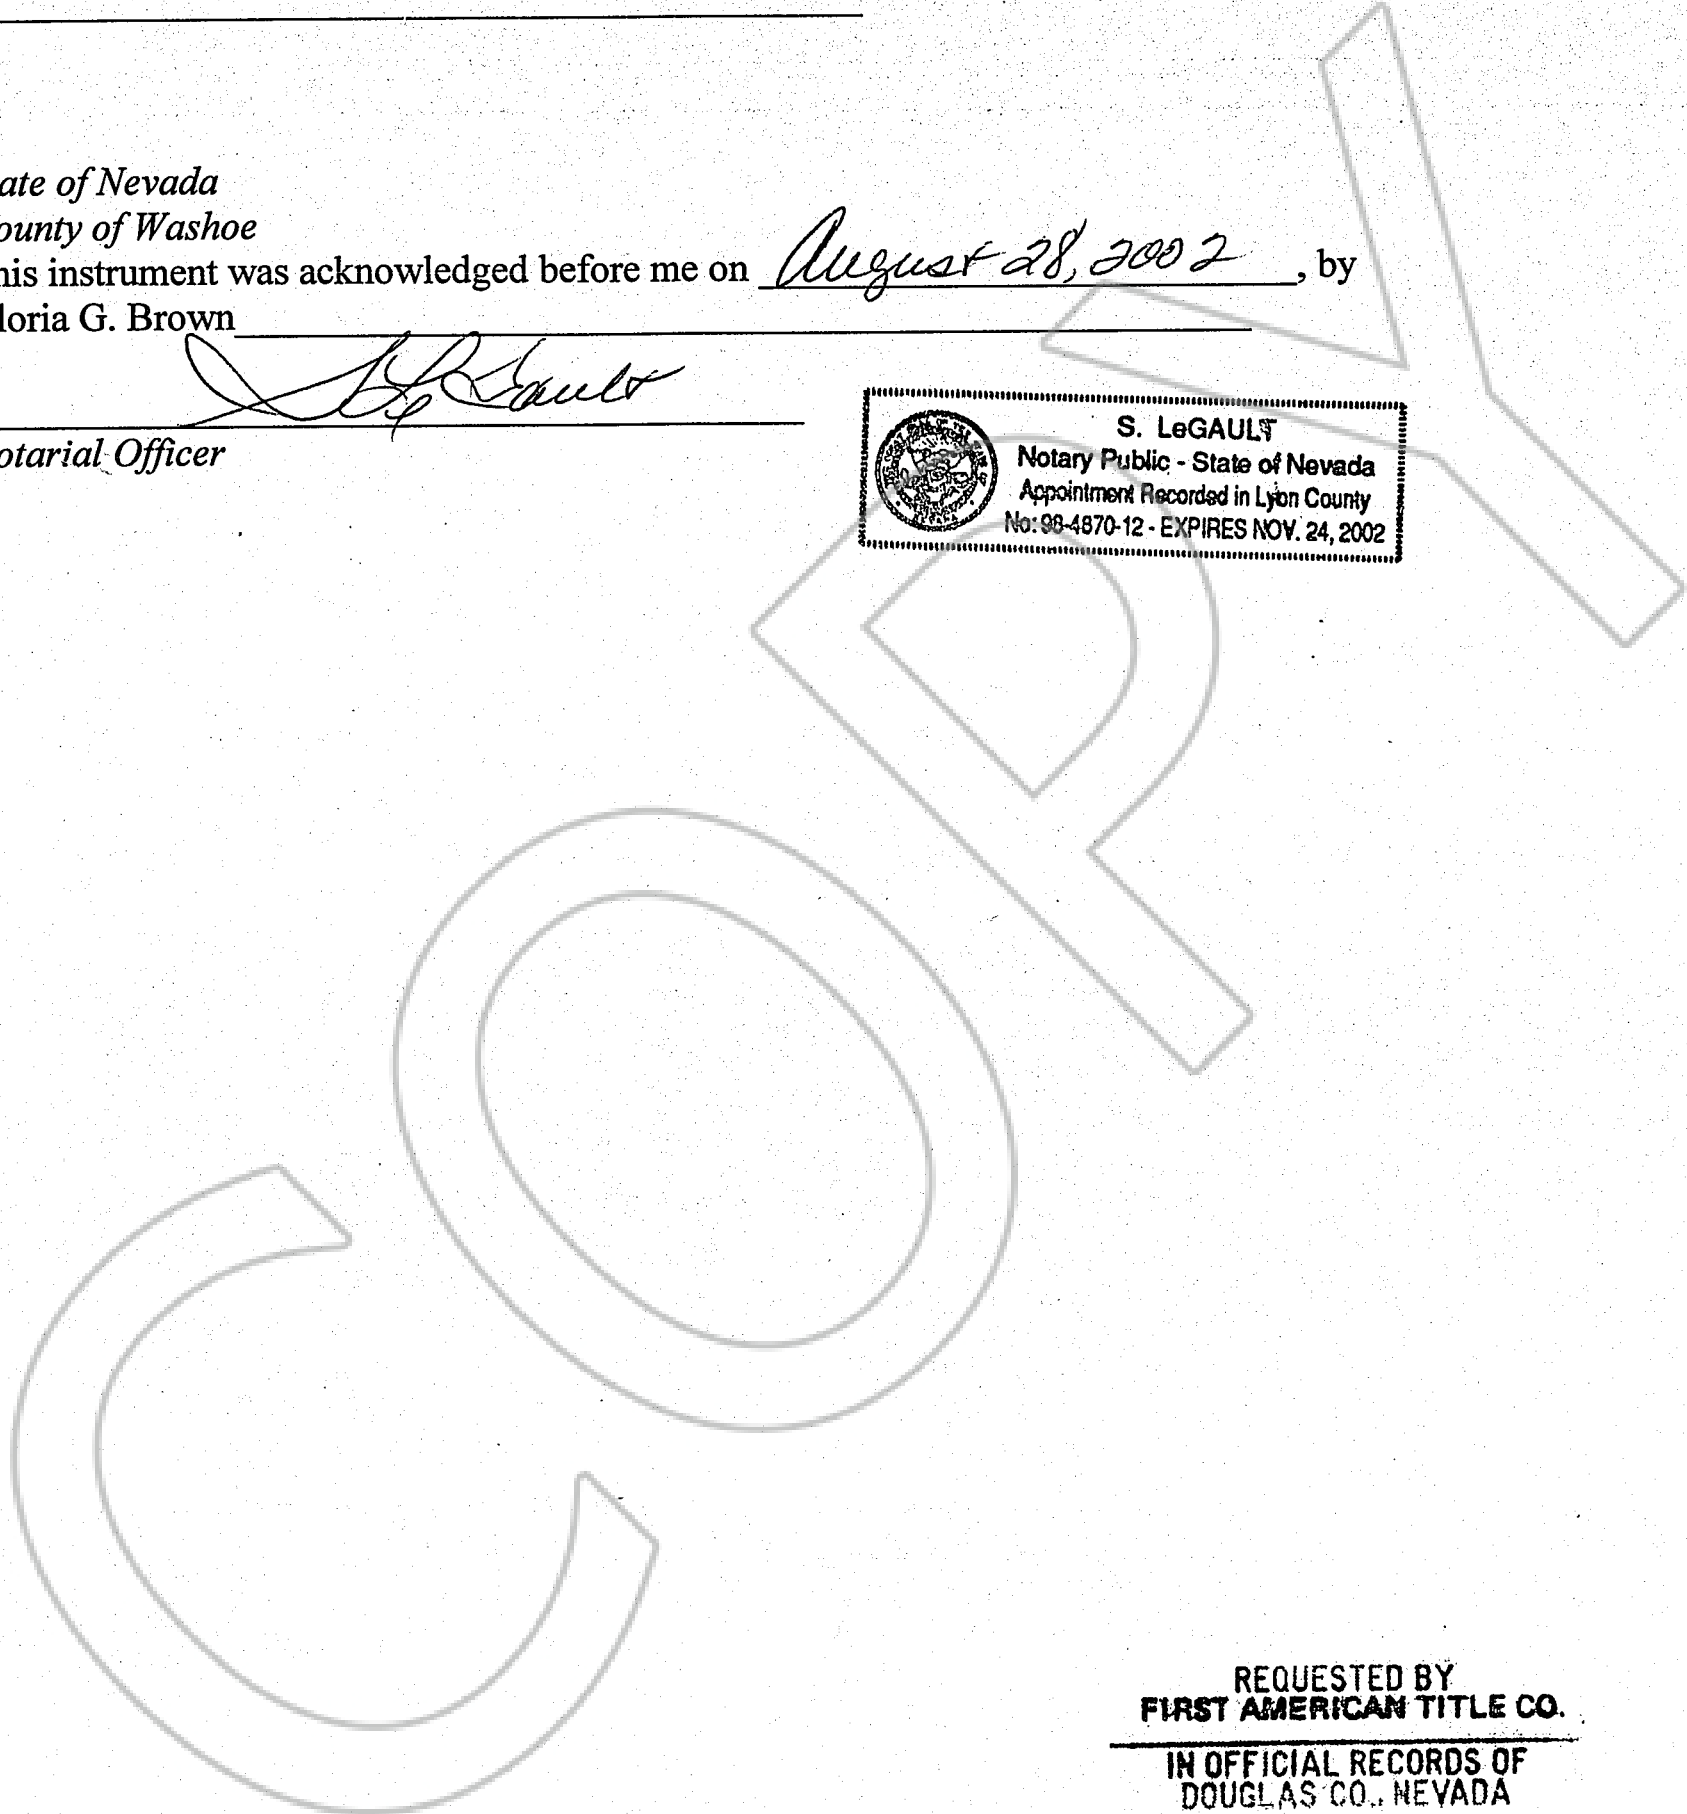 ate of Nevada
ounty of Washoe
his instrument was acknowledged before me on August 28, 2002, by
loria G. Brown
S LeGault
otarial Officer
S. LeGAULT
Notary Public - State of Nevada
Appointment Recorded in Lyon County
No: 98-4870-12 - EXPIRES NOV. 24, 2002
COPY
REQUESTED BY
FIRST AMERICAN TITLE CO.
IN OFFICIAL RECORDS OF
DOUGLAS CO., NEVADA